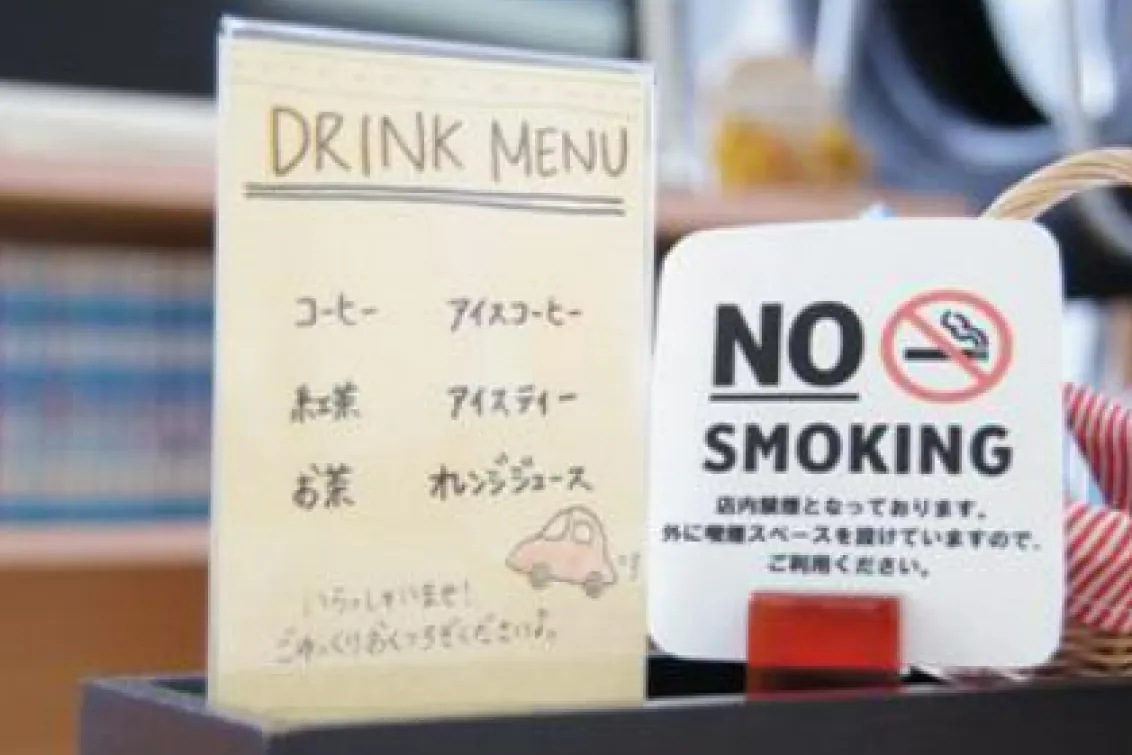 DRINK MENU
コーヒー アイスコーヒー
紅茶 アイスティー
お茶 オレンジジュース
いらっしゃいませ!
ごゆっくりおくつろぎくださいませ♪
NO
SMOKING
店内禁煙となっております。
外に喫煙スペースを設けていますので、
ご利用ください。